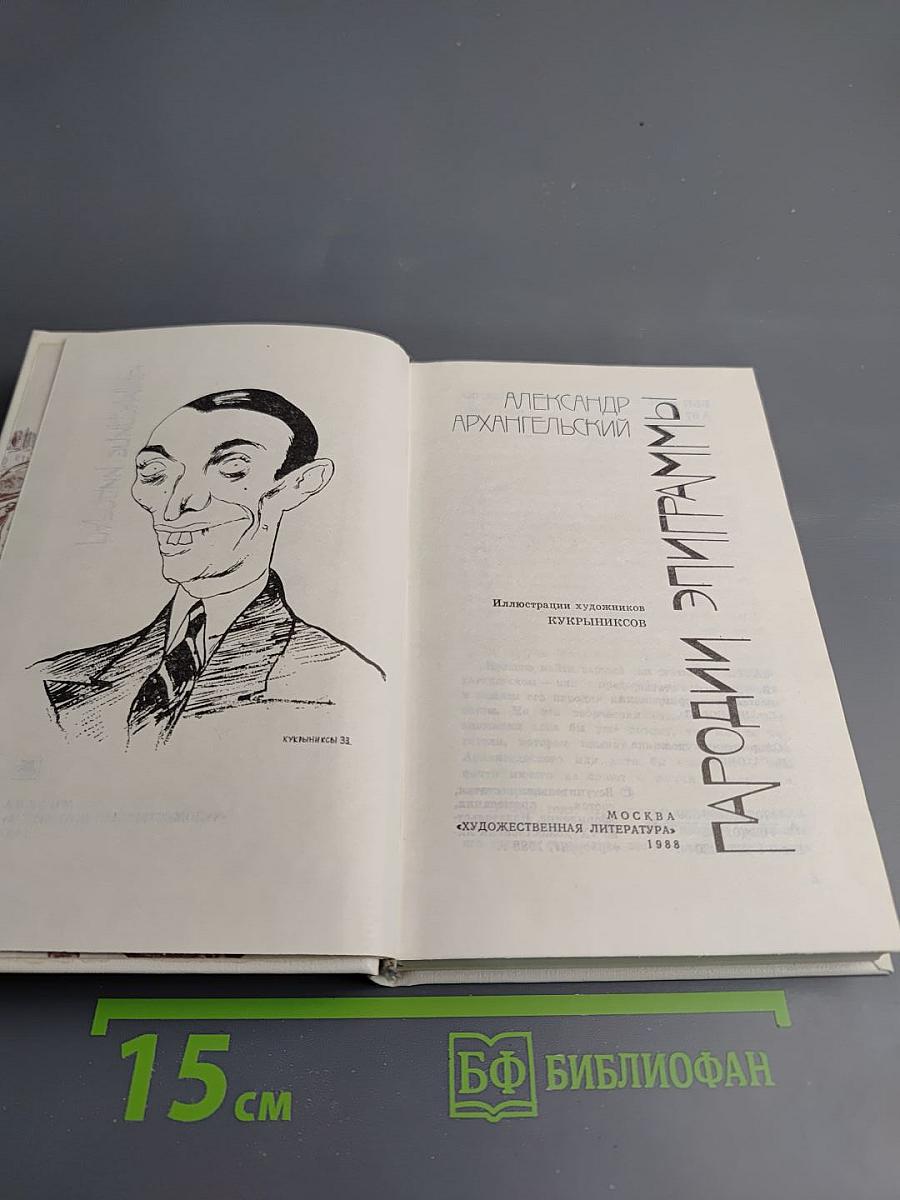 КУКРЫНИКСЫ 33
АЛЕКСАНДР
АРХАНГЕЛЬСКИЙ
ПАРОДИИ ЭПИГРАММЫ
Иллюстрации художников
КУКРЫНИКСОВ
МОСКВА
«ХУДОЖЕСТВЕННАЯ ЛИТЕРАТУРА»
1988
15 см
БФ БИБЛИОФАН